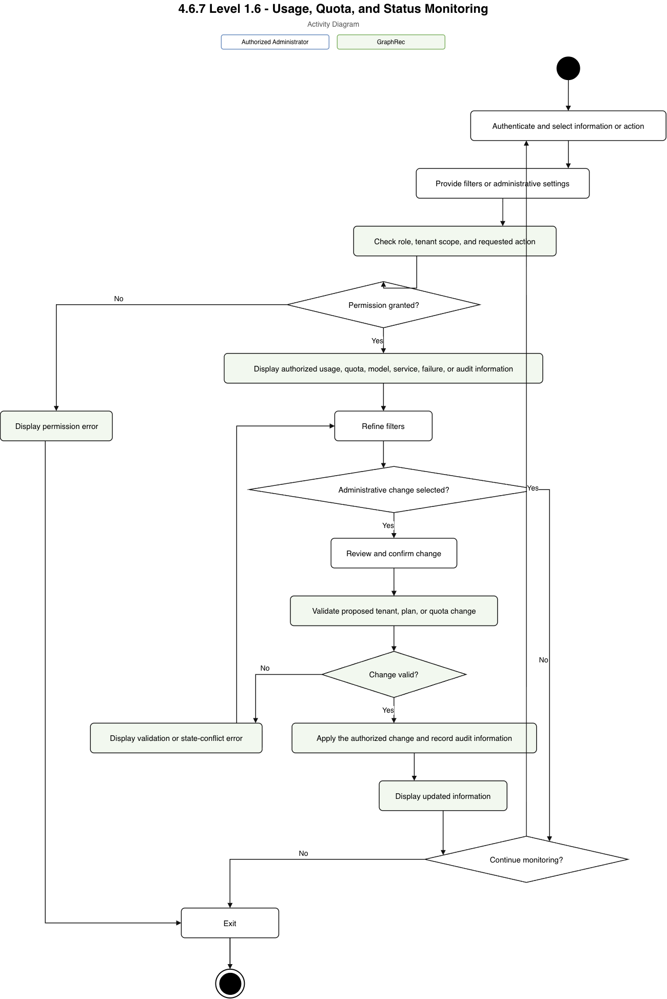 4.6.7 Level 1.6 - Usage, Quota, and Status Monitoring
Activity Diagram
Authorized Administrator
GraphRec
Authenticate and select information or action
Provide filters or administrative settings
Check role, tenant scope, and requested action
No
Permission granted?
Yes
Display authorized usage, quota, model, service, failure, or audit information
Display permission error
Refine filters
Administrative change selected?
Yes
Yes
Review and confirm change
Validate proposed tenant, plan, or quota change
No
No
Change valid?
Yes
Display validation or state-conflict error
Apply the authorized change and record audit information
Display updated information
No
Continue monitoring?
Exit